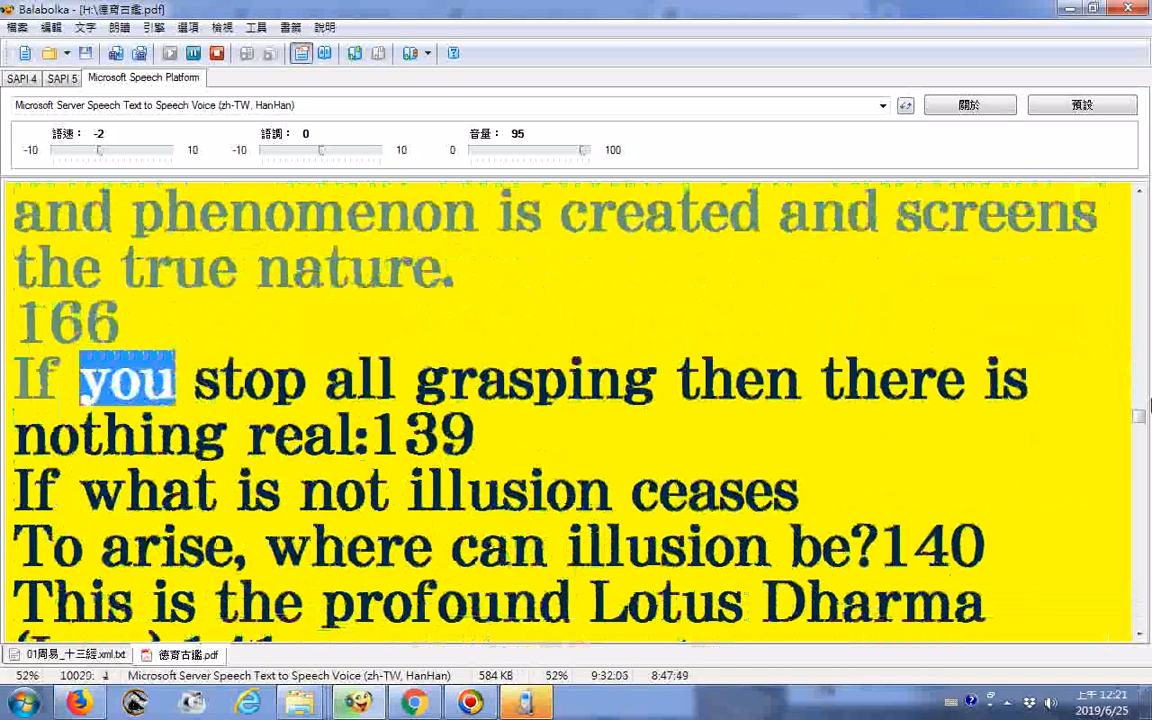 Balabolka - [H:\德育古鑑.pdf]
檔案 編輯 文字 朗讀 引擎 選項 檢視 工具 書籤 說明
SAPI 4 SAPI 5 Microsoft Speech Platform
Microsoft Server Speech Text to Speech Voice (zh-TW, HanHan) 關於 預設
語速： -2 語調： 0 音量： 95
-10 10 -10 10 0 100
and phenomenon is created and screens
the true nature.
166
If you stop all grasping then there is
nothing real:139
If what is not illusion ceases
To arise, where can illusion be?140
This is the profound Lotus Dharma
01周易_十三經.xml.txt 德育古鑑.pdf
52% 10029: Microsoft Server Speech Text to Speech Voice (zh-TW, HanHan) 584 KB 52% 9:32:06 8:47:49
上午 12:21
2019/6/25